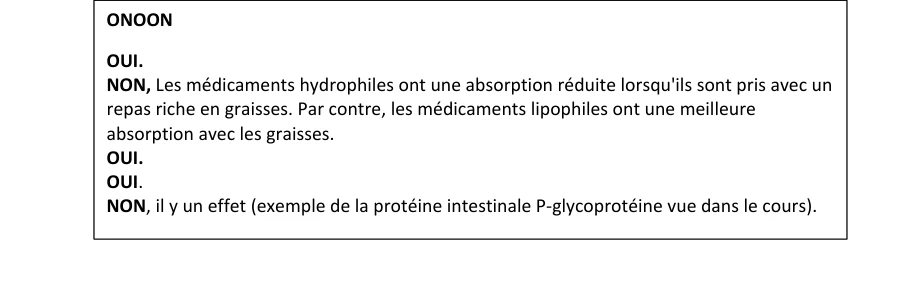 ONOON
OUI.
NON, Les médicaments hydrophiles ont une absorption réduite lorsqu'ils sont pris avec un
repas riche en graisses. Par contre, les médicaments lipophiles ont une meilleure
absorption avec les graisses.
OUI.
OUI.
NON, il y un effet (exemple de la protéine intestinale P-glycoprotéine vue dans le cours).